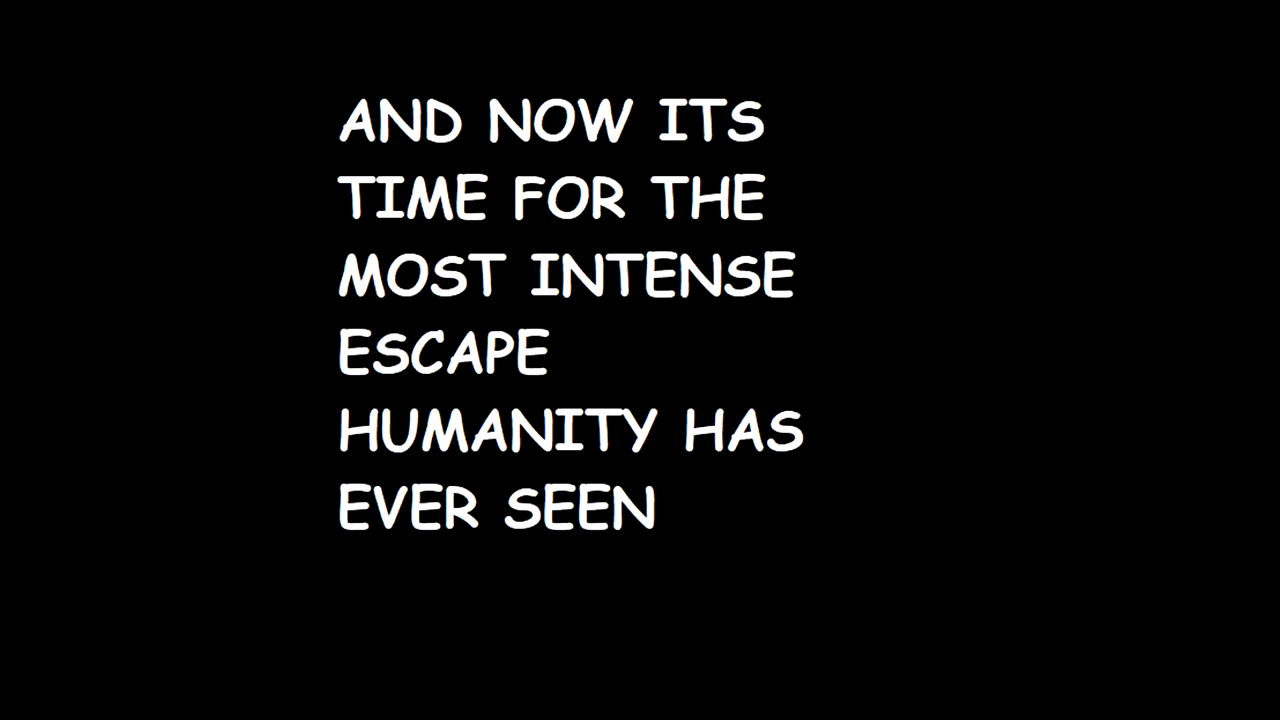 AND NOW ITS
TIME FOR THE
MOST INTENSE
ESCAPE
HUMANITY HAS
EVER SEEN